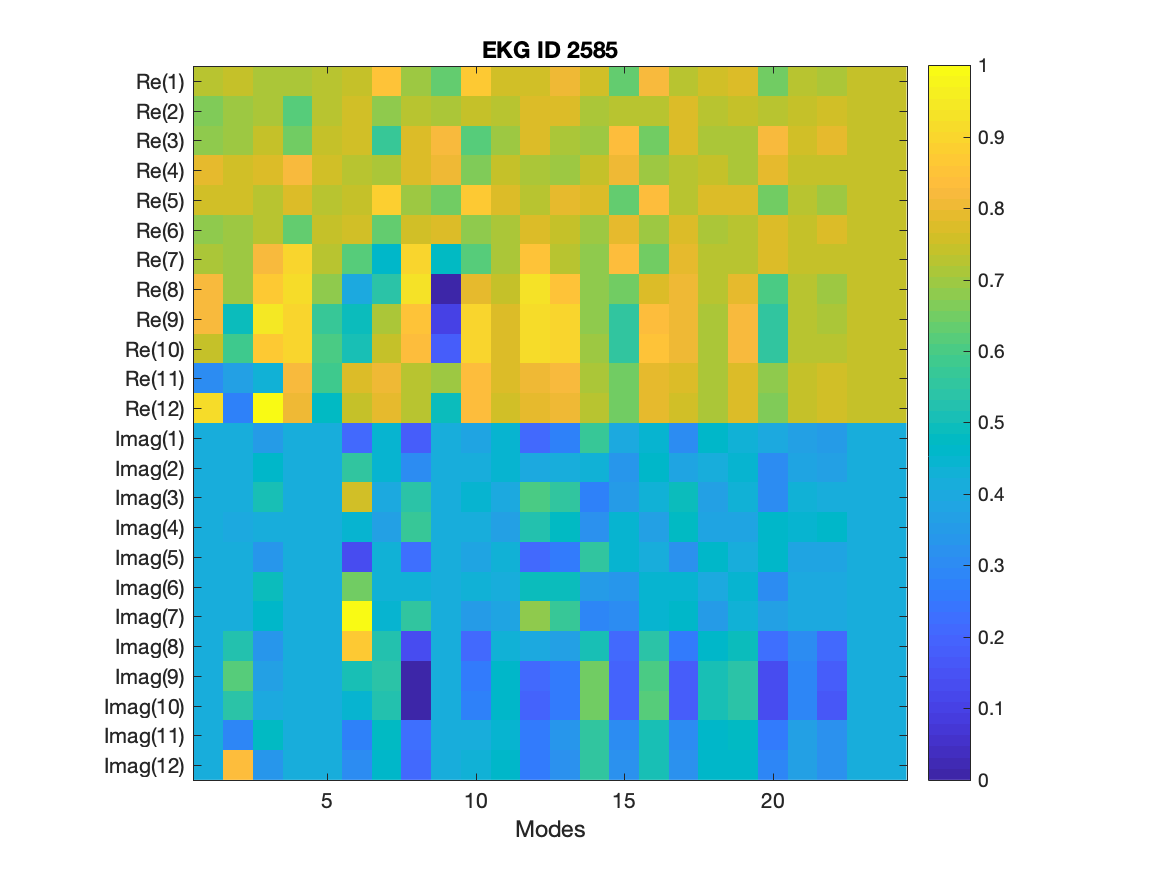 EKG ID 2585
Re(1)
Re(2)
Re(3)
Re(4)
Re(5)
Re(6)
Re(7)
Re(8)
Re(9)
Re(10)
Re(11)
Re(12)
Imag(1)
Imag(2)
Imag(3)
Imag(4)
Imag(5)
Imag(6)
Imag(7)
Imag(8)
Imag(9)
Imag(10)
Imag(11)
Imag(12)
5 10 15 20
Modes
1
0.9
0.8
0.7
0.6
0.5
0.4
0.3
0.2
0.1
0